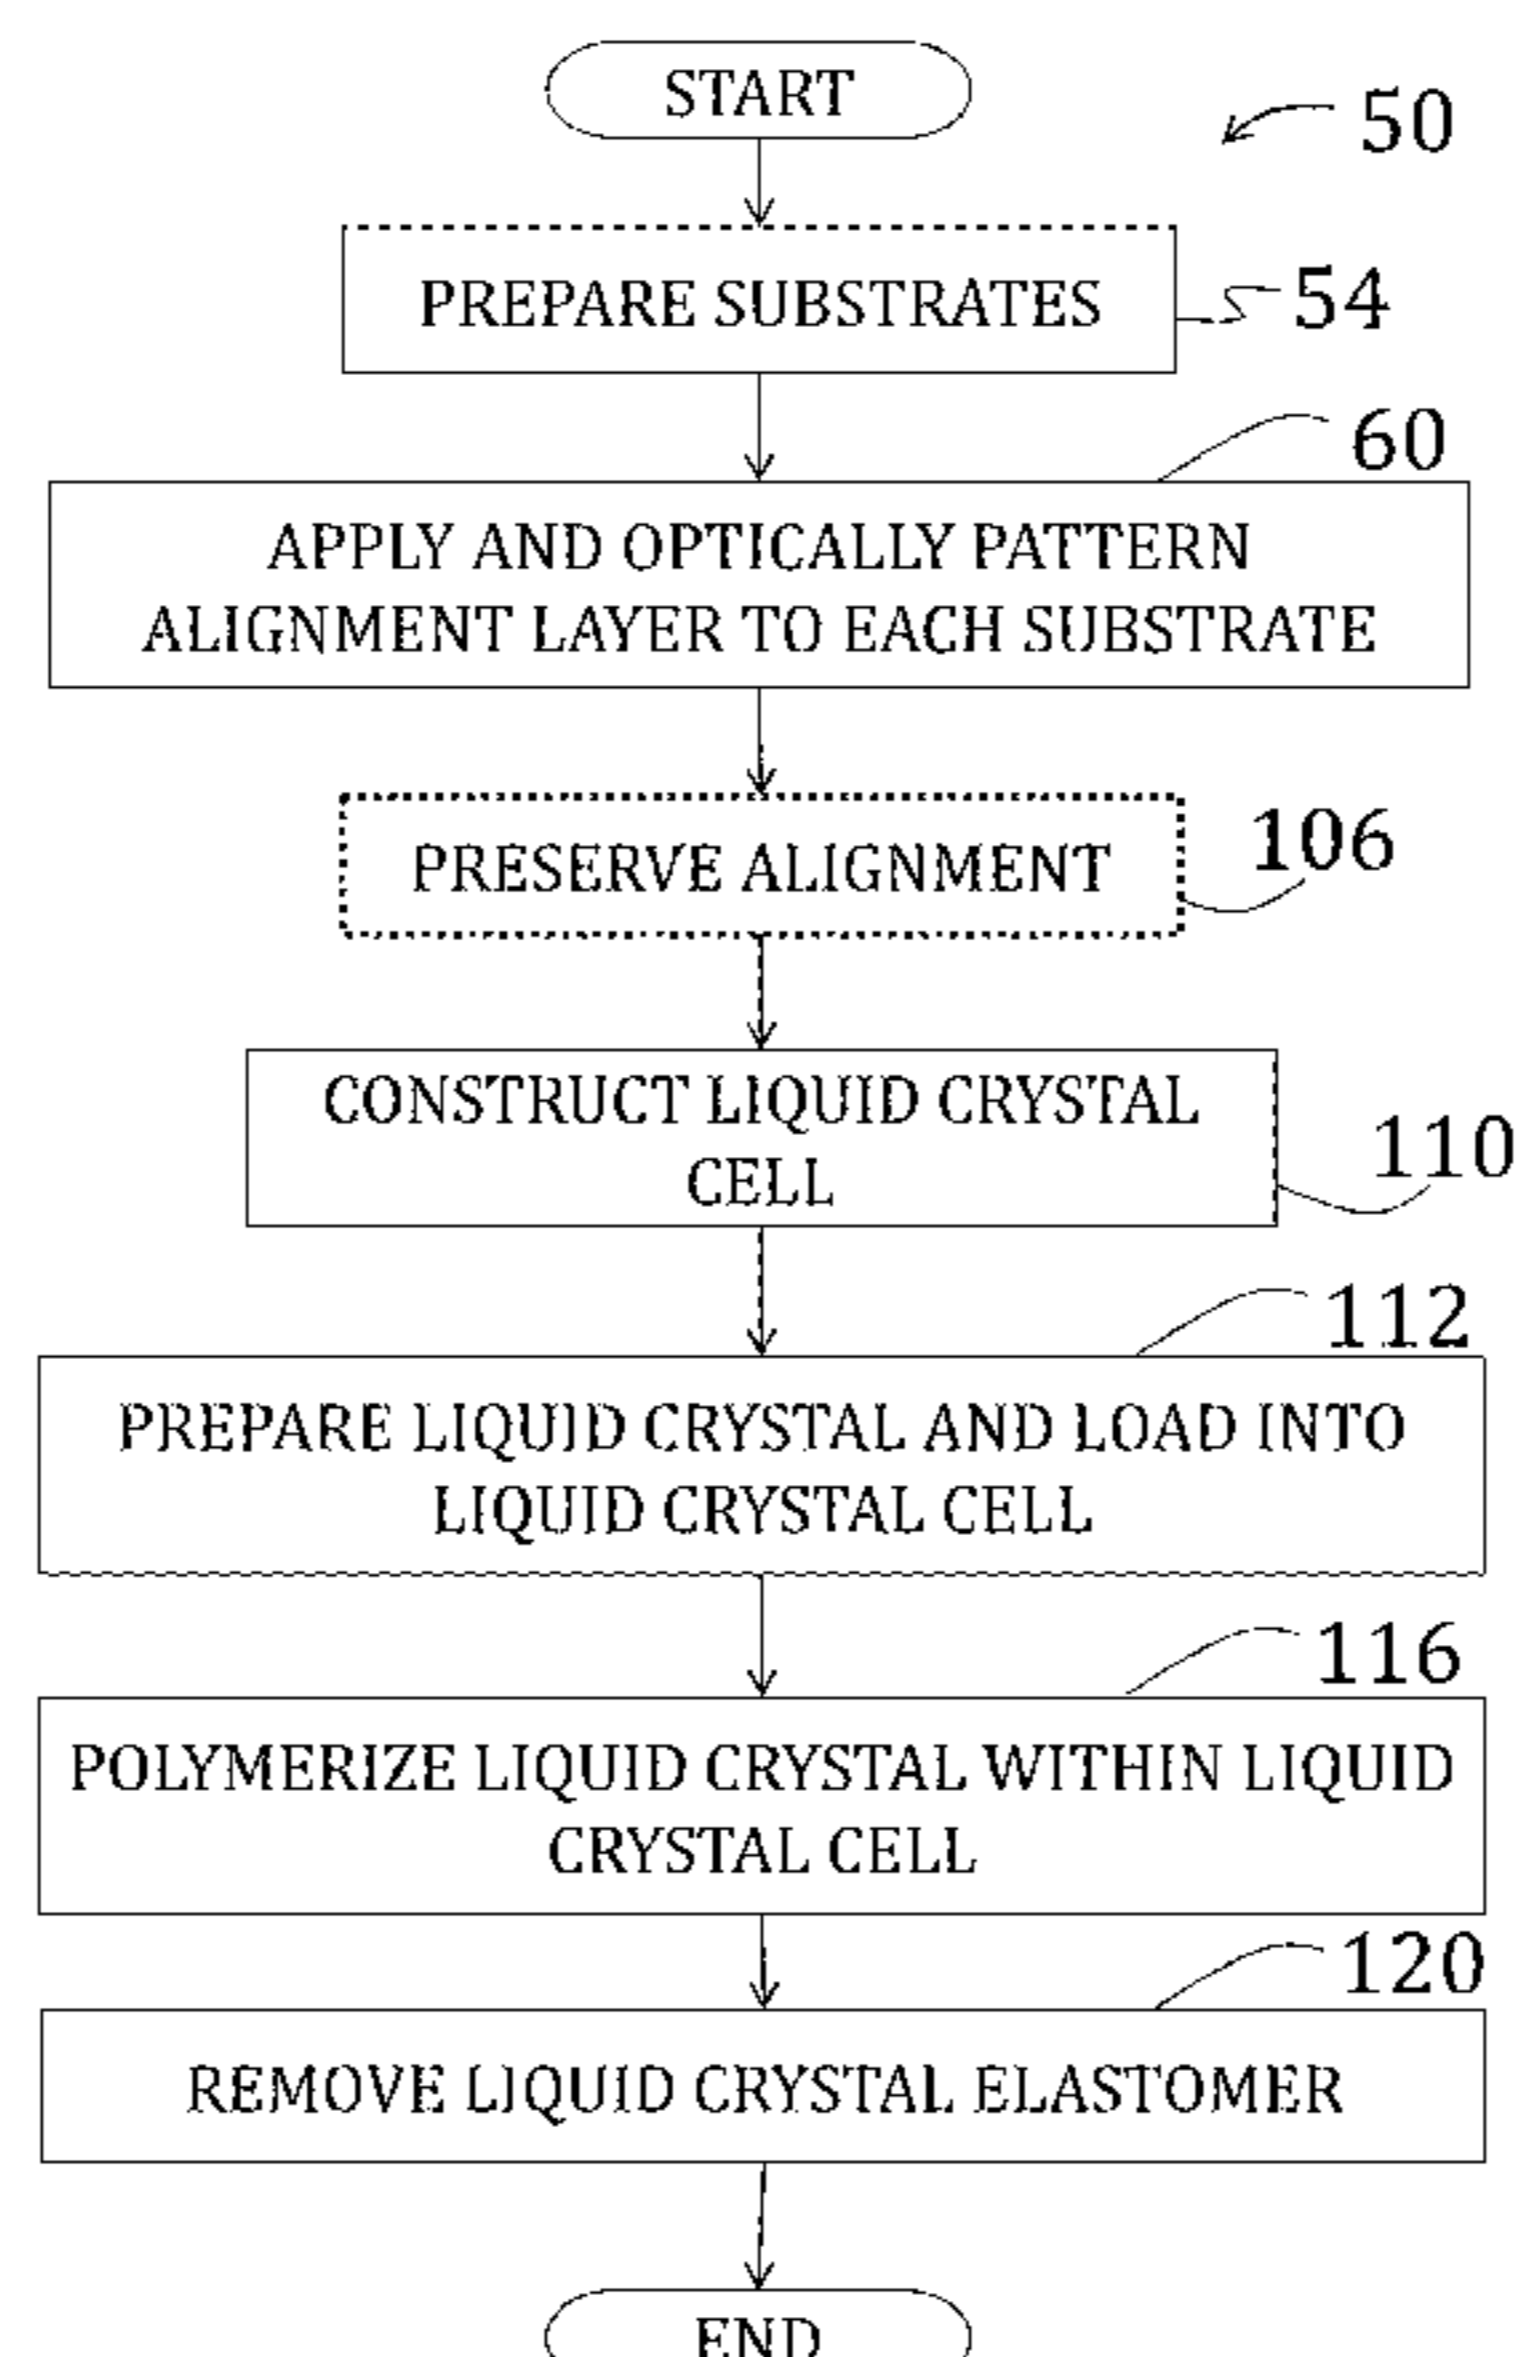 START
50
PREPARE SUBSTRATES
54
60
APPLY AND OPTICALLY PATTERN
ALIGNMENT LAYER TO EACH SUBSTRATE
PRESERVE ALIGNMENT
106
CONSTRUCT LIQUID CRYSTAL
CELL
110
112
PREPARE LIQUID CRYSTAL AND LOAD INTO
LIQUID CRYSTAL CELL
116
POLYMERIZE LIQUID CRYSTAL WITHIN LIQUID
CRYSTAL CELL
120
REMOVE LIQUID CRYSTAL ELASTOMER
END